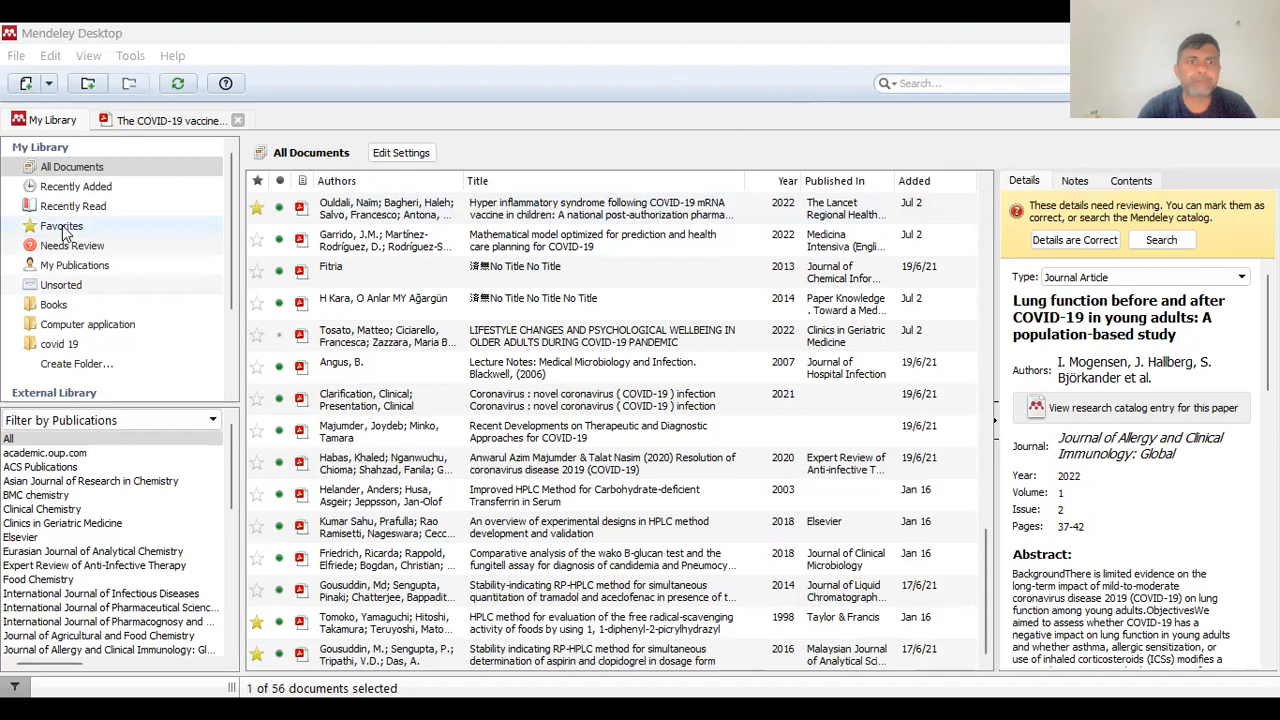 Mendeley Desktop
File Edit View Tools Help
Search...
My Library
The COVID-19 vaccine...
My Library
All Documents
Recently Added
Recently Read
Favorites
Needs Review
My Publications
Unsorted
Books
Computer application
covid 19
Create Folder...
External Library
Filter by Publications
All
academic.oup.com
ACS Publications
Asian Journal of Research in Chemistry
BMC chemistry
Clinical Chemistry
Clinics in Geriatric Medicine
Elsevier
Eurasian Journal of Analytical Chemistry
Expert Review of Anti-Infective Therapy
Food Chemistry
International Journal of Infectious Diseases
International Journal of Pharmaceutical Scienc...
International Journal of Pharmacognosy and ...
Journal of Agricultural and Food Chemistry
Journal of Allergy and Clinical Immunology: Gl...
All Documents Edit Settings
Authors Title Year Published In Added
Ouldali, Naïm; Bagheri, Haleh; Hyper inflammatory syndrome following COVID-19 mRNA 2022 The Lancet Jul 2
Salvo, Francesco; Antona, ... vaccine in children: A national post-authorization pharma... Regional Health...
Garrido, J.M.; Martínez- Mathematical model optimized for prediction and health 2022 Medicina Jul 2
Rodríguez, D.; Rodríguez-S... care planning for COVID-19 Intensiva (Engli...
Fitria 済無No Title No Title 2013 Journal of 19/6/21
Chemical Infor...
H Kara, O Anlar MY Ağargün 済無No Title No Title No Title 2014 Paper Knowledge Jul 2
. Toward a Med...
Tosato, Matteo; Ciciarello, LIFESTYLE CHANGES AND PSYCHOLOGICAL WELLBEING IN 2022 Clinics in Geriatric Jul 2
Francesca; Zazzara, Maria B... OLDER ADULTS DURING COVID-19 PANDEMIC Medicine
Angus, B. Lecture Notes: Medical Microbiology and Infection. 2007 Journal of 19/6/21
Blackwell, (2006) Hospital Infection
Clarification, Clinical; Coronavirus : novel coronavirus ( COVID-19 ) infection 2021 19/6/21
Presentation, Clinical Coronavirus : novel coronavirus ( COVID-19 ) infection
Majumder, Joydeb; Minko, Recent Developments on Therapeutic and Diagnostic 19/6/21
Tamara Approaches for COVID-19
Habas, Khaled; Nganwuchu, Anwarul Azim Majumder & Talat Nasim (2020) Resolution of 2020 Expert Review of 19/6/21
Chioma; Shahzad, Fanila; G... coronavirus disease 2019 (COVID-19) Anti-infective T...
Helander, Anders; Husa, Improved HPLC Method for Carbohydrate-deficient 2003 Jan 16
Asgeir; Jeppsson, Jan-Olof Transferrin in Serum
Kumar Sahu, Prafulla; Rao An overview of experimental designs in HPLC method 2018 Elsevier Jan 16
Ramisetti, Nageswara; Cecc... development and validation
Friedrich, Ricarda; Rappold, Comparative analysis of the wako B-glucan test and the 2018 Journal of Clinical Jan 16
Elfriede; Bogdan, Christian; ... fungitell assay for diagnosis of candidemia and Pneumocy... Microbiology
Gousuddin, Md; Sengupta, Stability-indicating RP-HPLC method for simultaneous 2014 Journal of Liquid 17/6/21
Pinaki; Chatterjee, Bappaditt... quantitation of tramadol and aceclofenac in presence of t... Chromatograph...
Tomoko, Yamaguchi; Hitoshi, HPLC method for evaluation of the free radical-scavenging 1998 Taylor & Francis Jan 16
Takamura; Teruyoshi, Mato... activity of foods by using 1, 1-diphenyl-2-picrylhydrazyl
Gousuddin, M.; Sengupta, P.; Stability indicating RP-HPLC method for simultaneous 2016 Malaysian Journal 17/6/21
Tripathi, V.D.; Das, A. determination of aspirin and clopidogrel in dosage form of Analytical Sci...
1 of 56 documents selected
Details Notes Contents
These details need reviewing. You can mark them as
correct, or search the Mendeley catalog.
Details are Correct Search
Type: Journal Article
Lung function before and after
COVID-19 in young adults: A
population-based study
Authors: I. Mogensen, J. Hallberg, S.
Björkander et al.
View research catalog entry for this paper
Journal: Journal of Allergy and Clinical
Immunology: Global
Year: 2022
Volume: 1
Issue: 2
Pages: 37-42
Abstract:
BackgroundThere is limited evidence on the
long-term impact of mild-to-moderate
coronavirus disease 2019 (COVID-19) on lung
function among young adults.ObjectivesWe
aimed to assess whether COVID-19 has a
negative impact on lung function in young adults
and whether asthma, allergic sensitization, or
use of inhaled corticosteroids (ICSs) modifies a